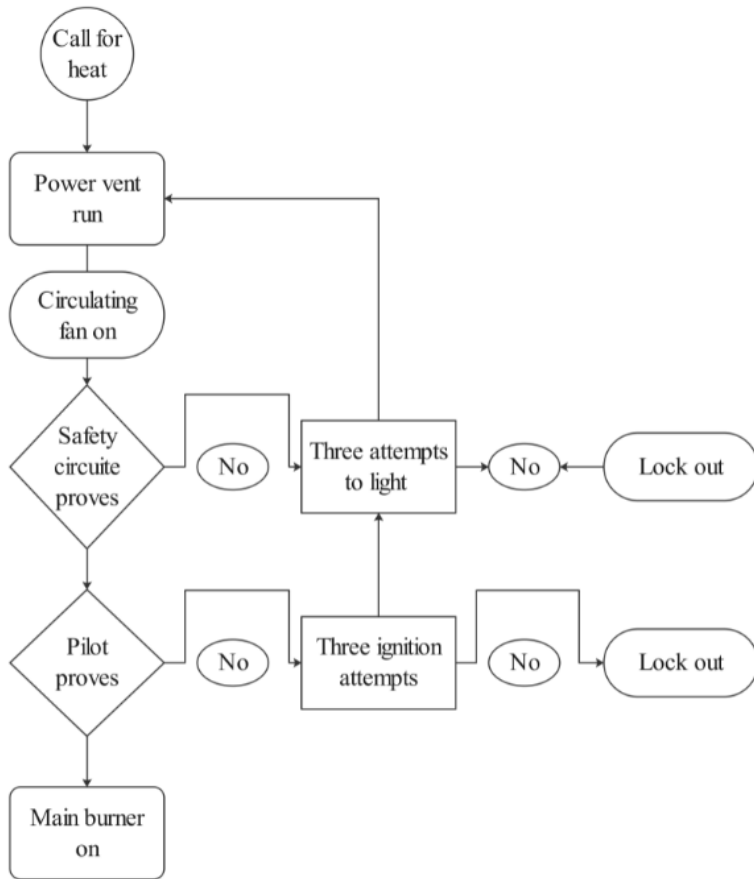 Call for
heat
Power vent
run
Circulating
fan on
Safety
circuite
proves
No
Three attempts
to light
No
Lock out
Pilot
proves
No
Three ignition
attempts
No
Lock out
Main burner
on